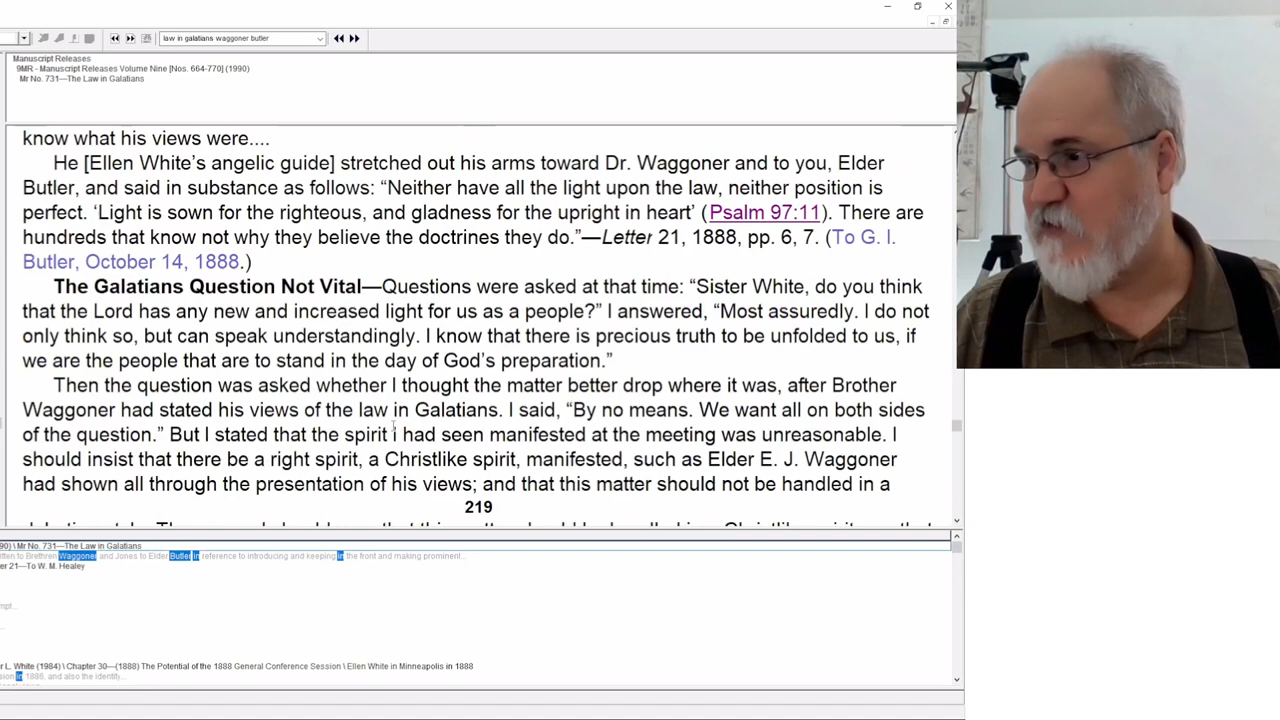 law in galatians waggoner butler
Manuscript Releases
9MR - Manuscript Releases Volume Nine [Nos. 664-770] (1990)
Mr No. 731—The Law in Galatians
know what his views were....
He [Ellen White's angelic guide] stretched out his arms toward Dr. Waggoner and to you, Elder
Butler, and said in substance as follows: “Neither have all the light upon the law, neither position is
perfect. ‘Light is sown for the righteous, and gladness for the upright in heart’ (Psalm 97:11). There are
hundreds that know not why they believe the doctrines they do.”—Letter 21, 1888, pp. 6, 7. (To G. I.
Butler, October 14, 1888.)
The Galatians Question Not Vital—Questions were asked at that time: “Sister White, do you think
that the Lord has any new and increased light for us as a people?” I answered, “Most assuredly. I do not
only think so, but can speak understandingly. I know that there is precious truth to be unfolded to us, if
we are the people that are to stand in the day of God's preparation.”
Then the question was asked whether I thought the matter better drop where it was, after Brother
Waggoner had stated his views of the law in Galatians. I said, “By no means. We want all on both sides
of the question.” But I stated that the spirit I had seen manifested at the meeting was unreasonable. I
should insist that there be a right spirit, a Christlike spirit, manifested, such as Elder E. J. Waggoner
had shown all through the presentation of his views; and that this matter should not be handled in a
219
90) \ Mr No. 731—The Law in Galatians
itten to Brethren Waggoner and Jones to Elder Butler in reference to introducing and keeping in the front and making prominent...
er 21—To W. M. Healey
mpt...
r L. White (1984) \ Chapter 30—(1888) The Potential of the 1888 General Conference Session \ Ellen White in Minneapolis in 1888
sion in 1886, and also the identity...